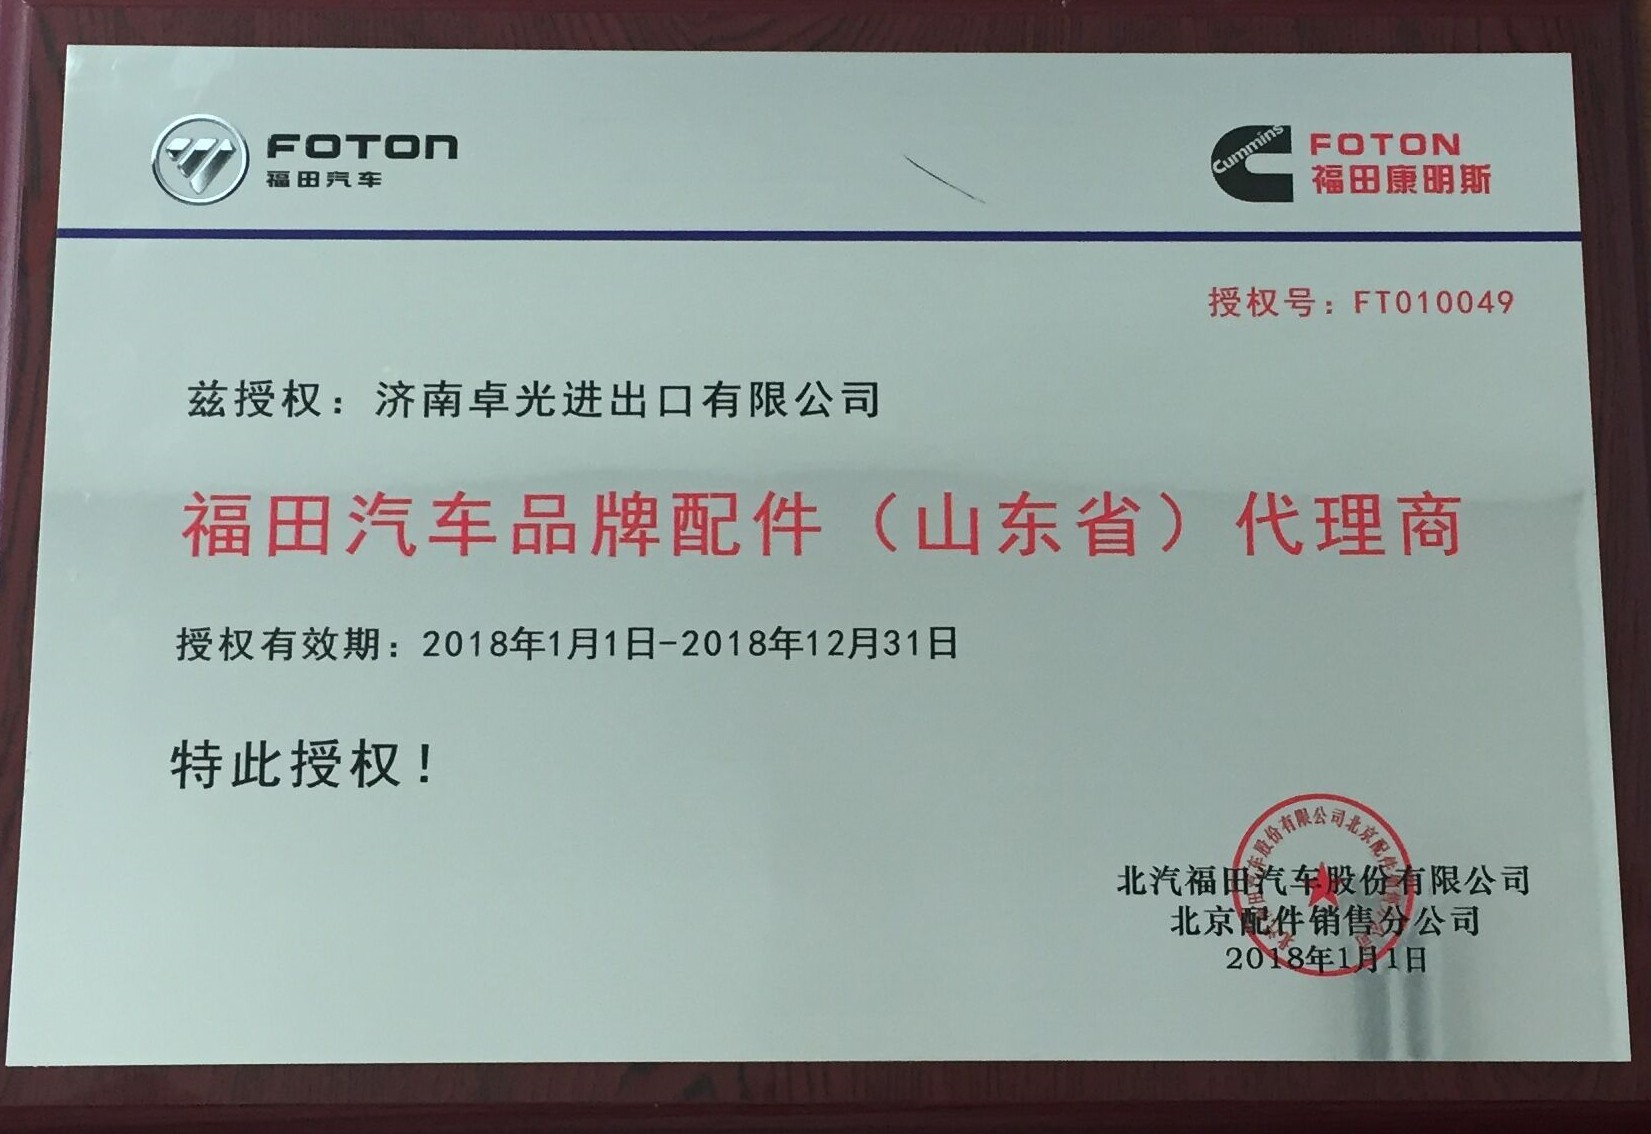 FOTON
福田汽车
Cummins
FOTON
福田康明斯
授权号：FT010049
兹授权：济南卓光进出口有限公司
福田汽车品牌配件（山东省）代理商
授权有效期：2018年1月1日-2018年12月31日
特此授权！
北汽福田汽车股份有限公司
北京配件销售分公司
2018年1月1日